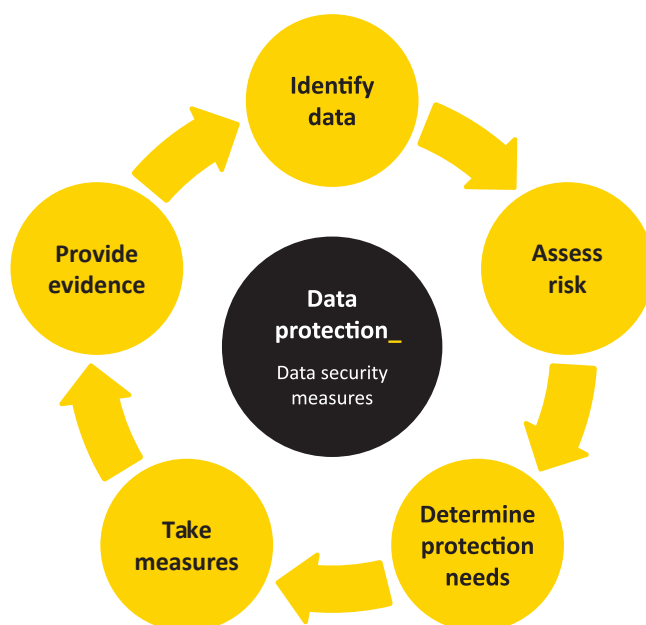 Identify
data
Assess
risk
Determine
protection
needs
Take
measures
Provide
evidence
Data
protection_
Data security
measures